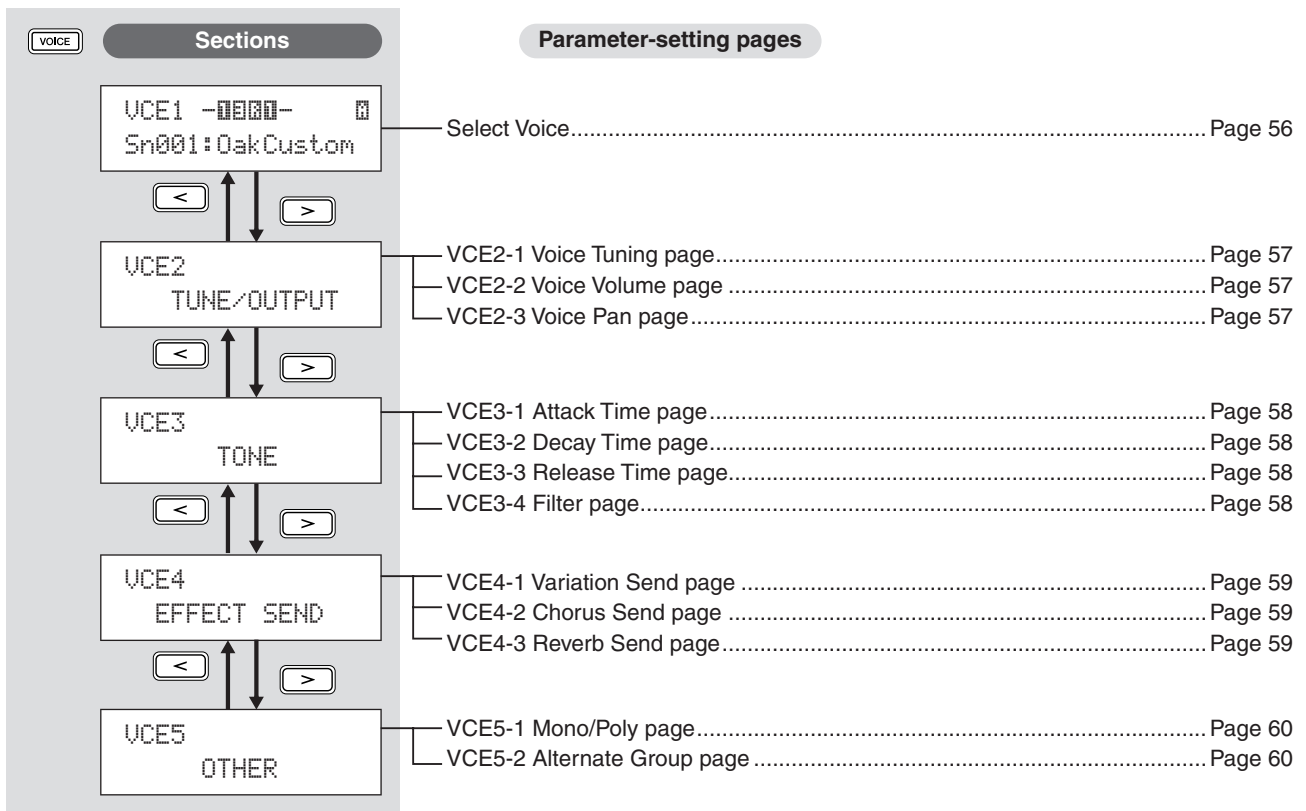 VOICE Sections Parameter-setting pages
VCE1
Sn001:OakCustom
Select Voice........................................Page 56
< >
VCE2
TUNE/OUTPUT
VCE2-1 Voice Tuning page........................................Page 57
VCE2-2 Voice Volume page ........................................Page 57
VCE2-3 Voice Pan page........................................Page 57
< >
VCE3
TONE
VCE3-1 Attack Time page........................................Page 58
VCE3-2 Decay Time page........................................Page 58
VCE3-3 Release Time page........................................Page 58
VCE3-4 Filter page........................................Page 58
< >
VCE4
EFFECT SEND
VCE4-1 Variation Send page ........................................Page 59
VCE4-2 Chorus Send page ........................................Page 59
VCE4-3 Reverb Send page........................................Page 59
< >
VCE5
OTHER
VCE5-1 Mono/Poly page........................................Page 60
VCE5-2 Alternate Group page ........................................Page 60